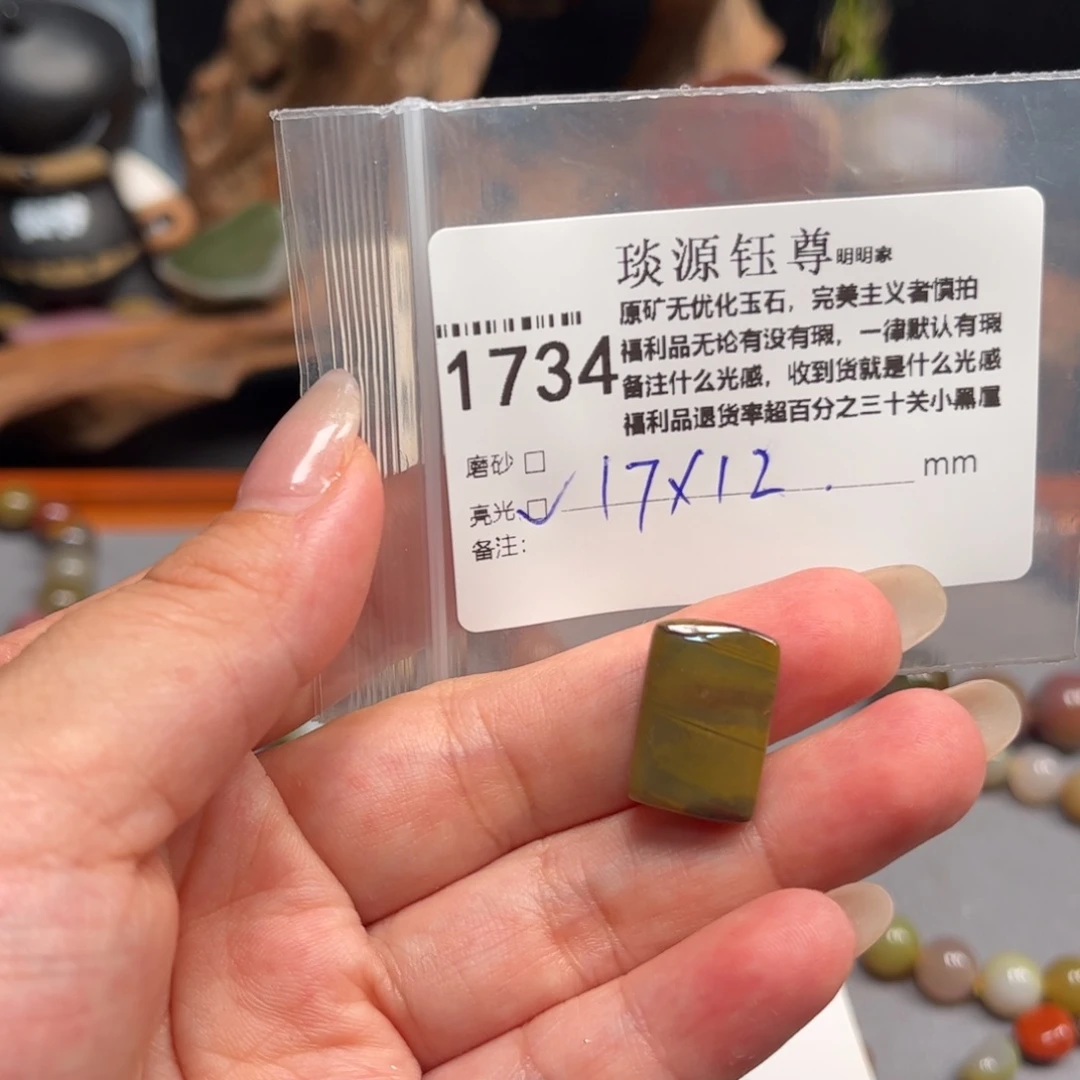 琰源钰尊明明家
原矿无优化玉石，完美主义者慎拍
福利品无论有没有瑕，一律默认有瑕
备注什么光感，收到货就是什么光感
福利品退货率超百分之三十关小黑屋
1734
磨砂 □
亮光 □✓ 17×12 . mm
备注：